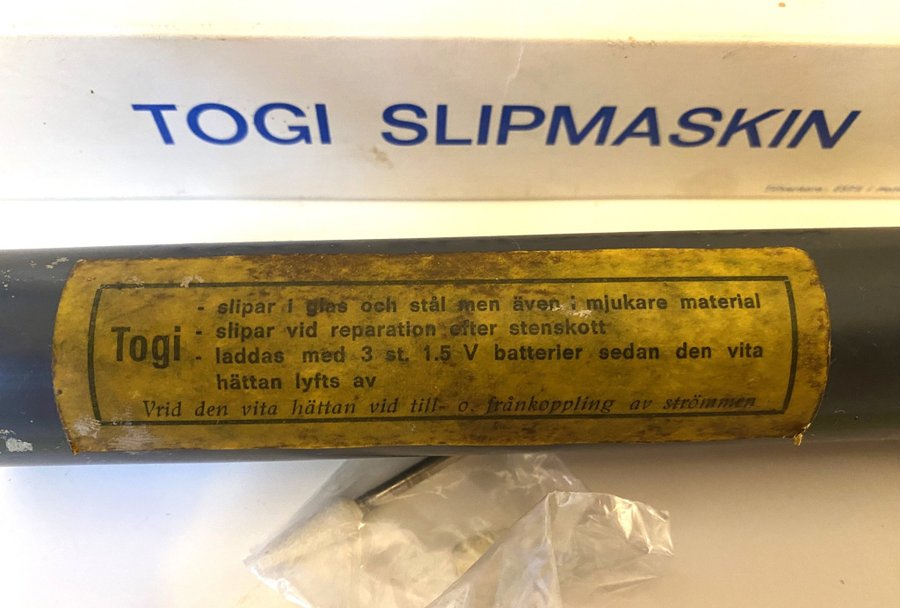 TOGI SLIPMASKIN
- slipar i glas och stål men även i mjukare material
Togi - slipar vid reparation efter stenskott
- laddas med 3 st. 1.5 V batterier sedan den vita
hättan lyfts av
Vrid den vita hättan vid till- o. frånkoppling av strömmen